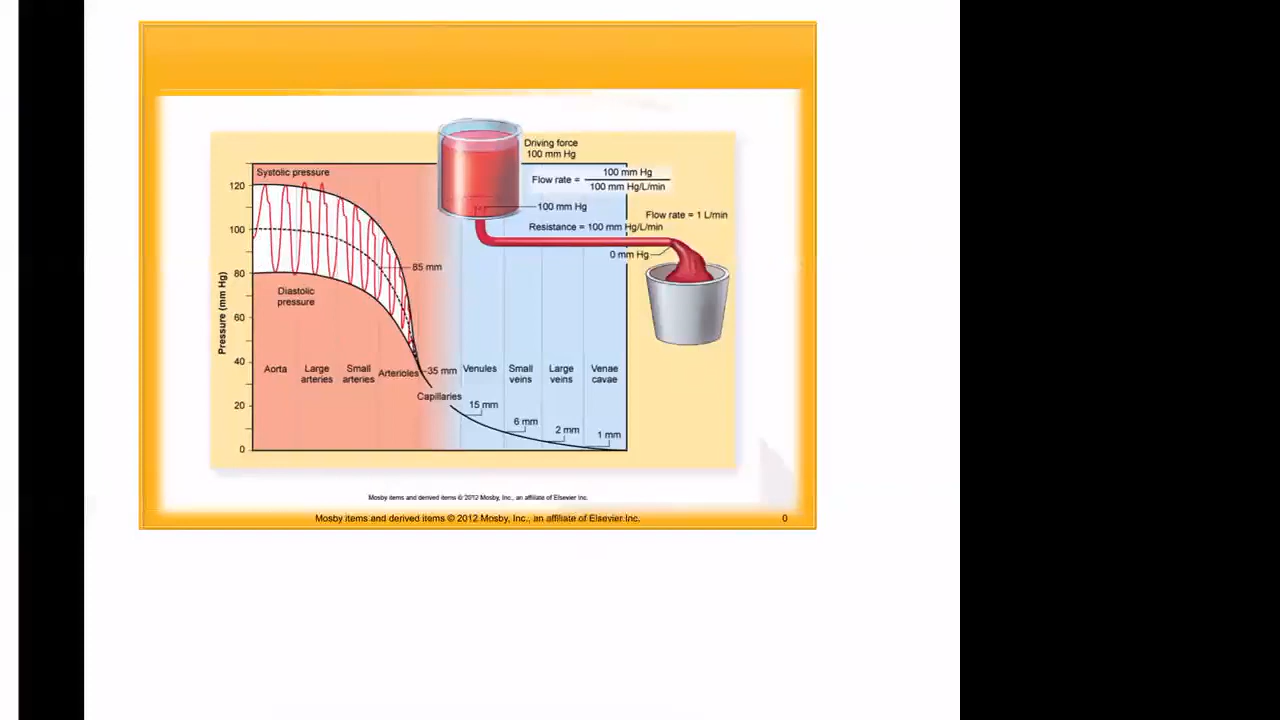 Driving force
100 mm Hg
Systolic pressure
Flow rate =
100 mm Hg
100 mm Hg/L/min
120
100 mm Hg
Flow rate = 1 L/min
Resistance = 100 mm Hg/L/min
100
0 mm Hg
85 mm
80
Diastolic
pressure
Pressure (mm Hg)
60
40
Aorta
Large
arteries
Small
arteries
Arterioles
35 mm
Venules
Small
veins
Large
veins
Venae
cavae
Capillaries
20
15 mm
6 mm
2 mm
1 mm
0
Mosby items and derived items © 2012 Mosby, Inc., an affiliate of Elsevier Inc.
Mosby items and derived items © 2012 Mosby, Inc., an affiliate of Elsevier Inc.
0